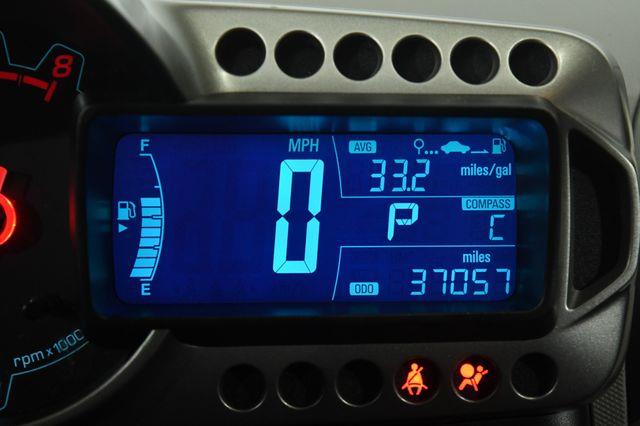 8
F
MPH
AVG
33.2
miles/gal
0
P
COMPASS
C
miles
E
ODO
37057
rpm x 1000